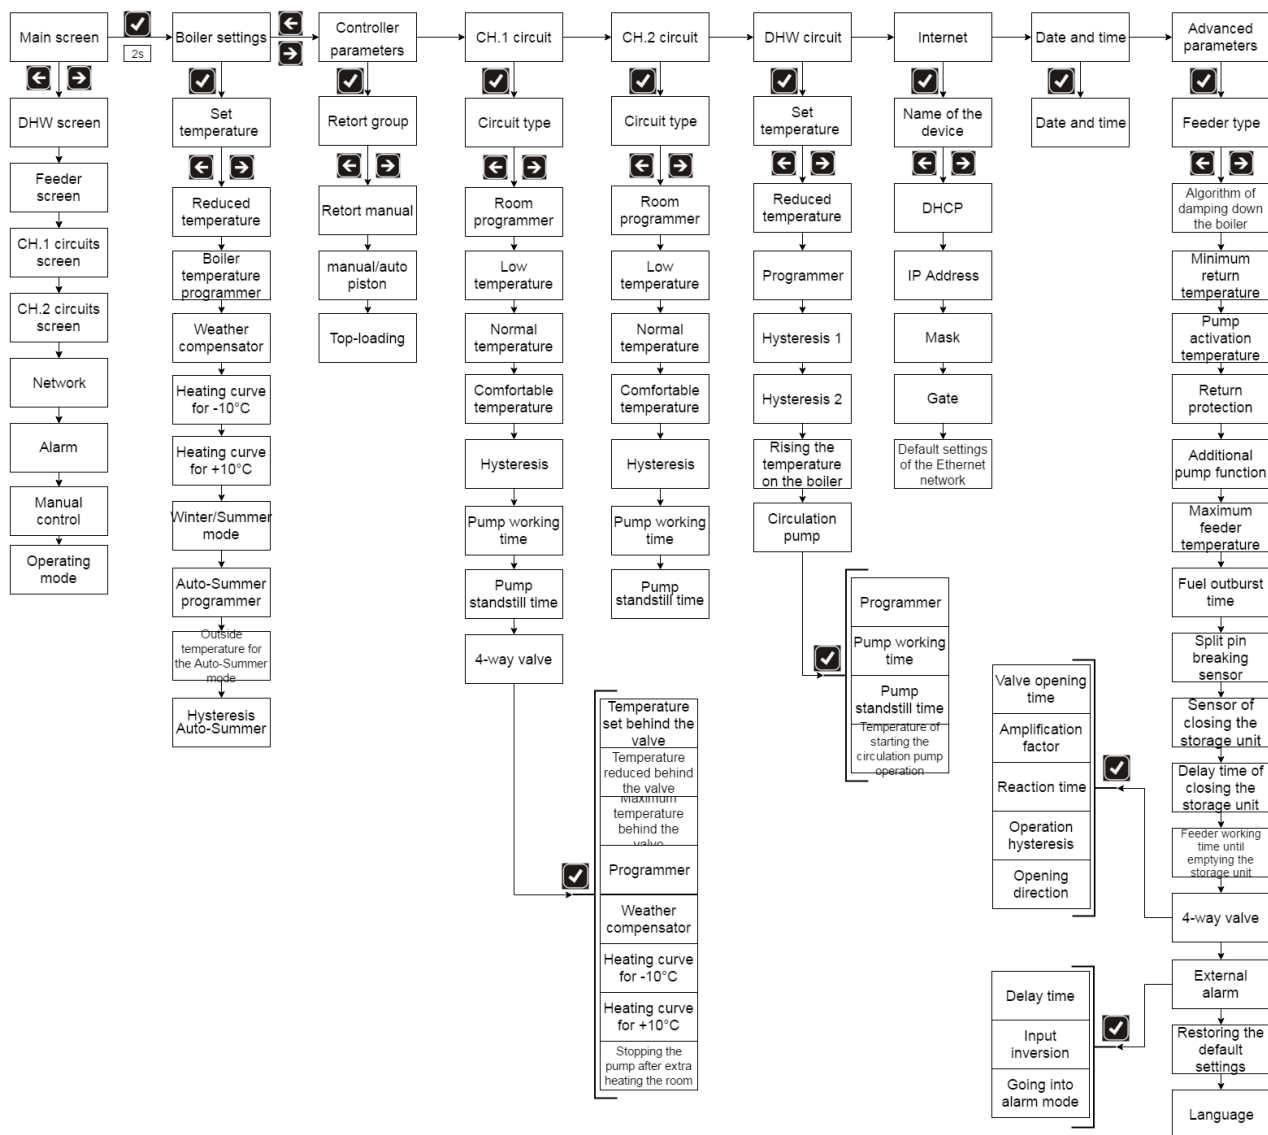 Main screen
2s
Boiler settings
Controller
parameters
CH.1 circuit
CH.2 circuit
DHW circuit
Internet
Date and time
Advanced
parameters
DHW screen
Feeder
screen
CH.1 circuits
screen
CH.2 circuits
screen
Network
Alarm
Manual
control
Operating
mode
Set
temperature
Reduced
temperature
Boiler
temperature
programmer
Weather
compensator
Heating curve
for -10°C
Heating curve
for +10°C
Winter/Summer
mode
Auto-Summer
programmer
Outside
temperature for
the Auto-Summer
mode
Hysteresis
Auto-Summer
Retort group
Retort manual
manual/auto
piston
Top-loading
Circuit type
Room
programmer
Low
temperature
Normal
temperature
Comfortable
temperature
Hysteresis
Pump working
time
Pump
standstill time
4-way valve
Temperature
set behind the
valve
Temperature
reduced behind
the valve
Maximum
temperature
behind the
valve
Programmer
Weather
compensator
Heating curve
for -10°C
Heating curve
for +10°C
Stopping the
pump after extra
heating the room
Circuit type
Room
programmer
Low
temperature
Normal
temperature
Comfortable
temperature
Hysteresis
Pump working
time
Pump
standstill time
Set
temperature
Reduced
temperature
Programmer
Hysteresis 1
Hysteresis 2
Rising the
temperature
on the boiler
Circulation
pump
Programmer
Pump working
time
Pump
standstill time
Temperature of
starting the
circulation pump
operation
Name of the
device
DHCP
IP Address
Mask
Gate
Default settings
of the Ethernet
network
Date and time
Feeder type
Algorithm of
damping down
the boiler
Minimum
return
temperature
Pump
activation
temperature
Return
protection
Additional
pump function
Maximum
feeder
temperature
Fuel outburst
time
Split pin
breaking
sensor
Sensor of
closing the
storage unit
Delay time of
closing the
storage unit
Feeder working
time until
emptying the
storage unit
4-way valve
External
alarm
Restoring the
default
settings
Language
Valve opening
time
Amplification
factor
Reaction time
Operation
hysteresis
Opening
direction
Delay time
Input
inversion
Going into
alarm mode